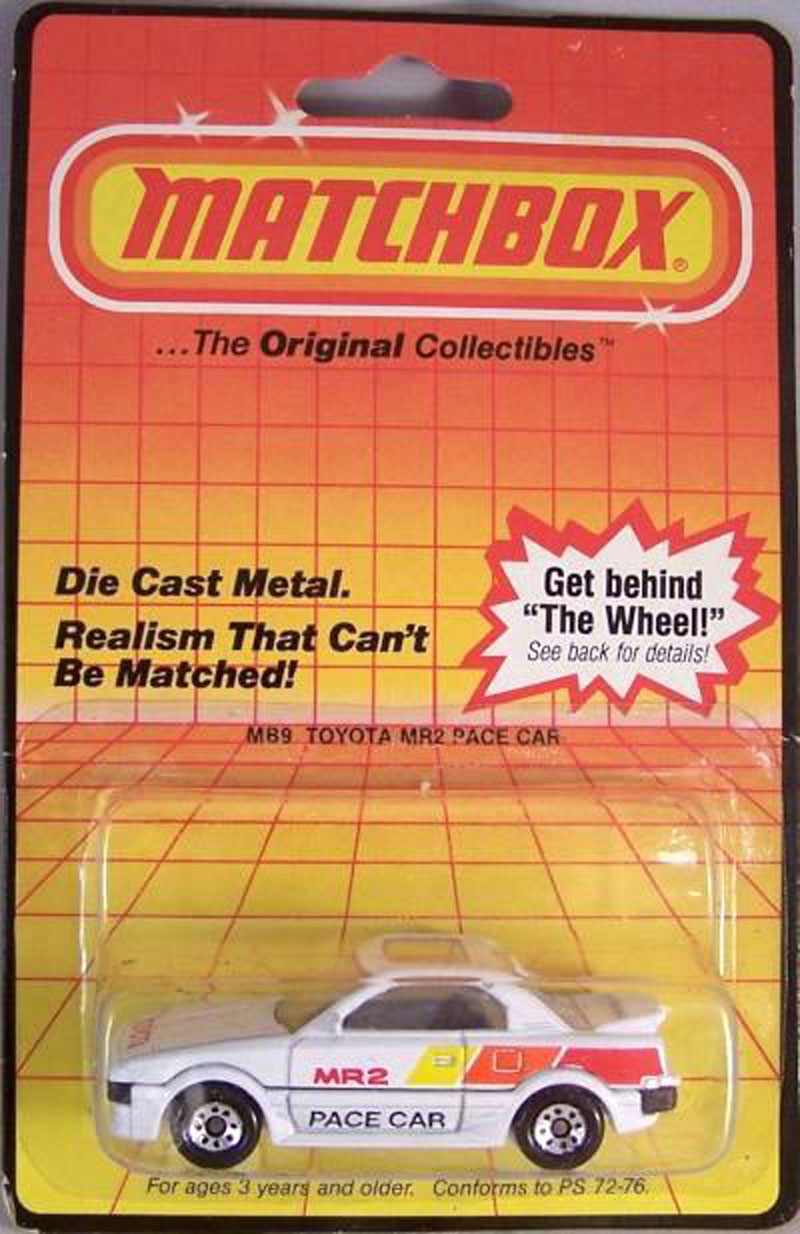 MATCHBOX®
...The Original Collectibles™
Die Cast Metal.
Realism That Can't
Be Matched!
Get behind
“The Wheel!”
See back for details!
MB9 TOYOTA MR2 PACE CAR
TOYOTA
MR2
PACE CAR
For ages 3 years and older. Conforms to PS 72-76.